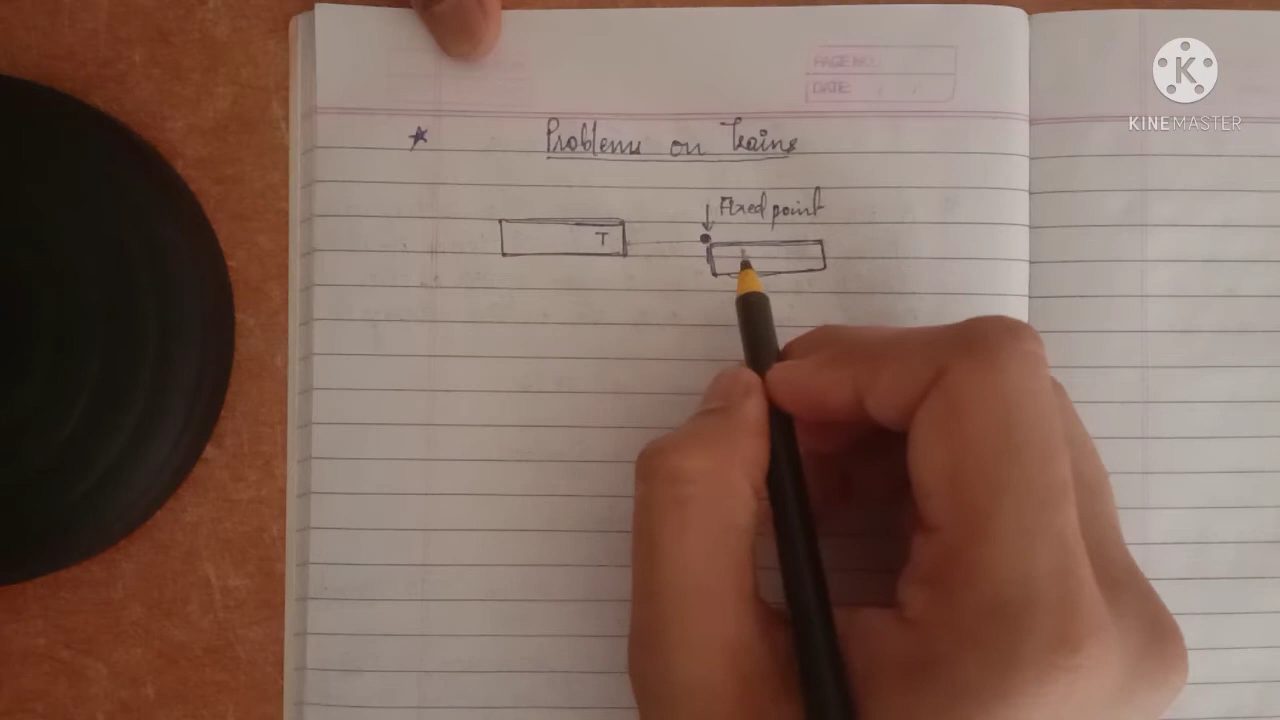 PAGE NO.:
DATE: / /
K
KINEMASTER
★ Problems on Trains
Fixed point
T